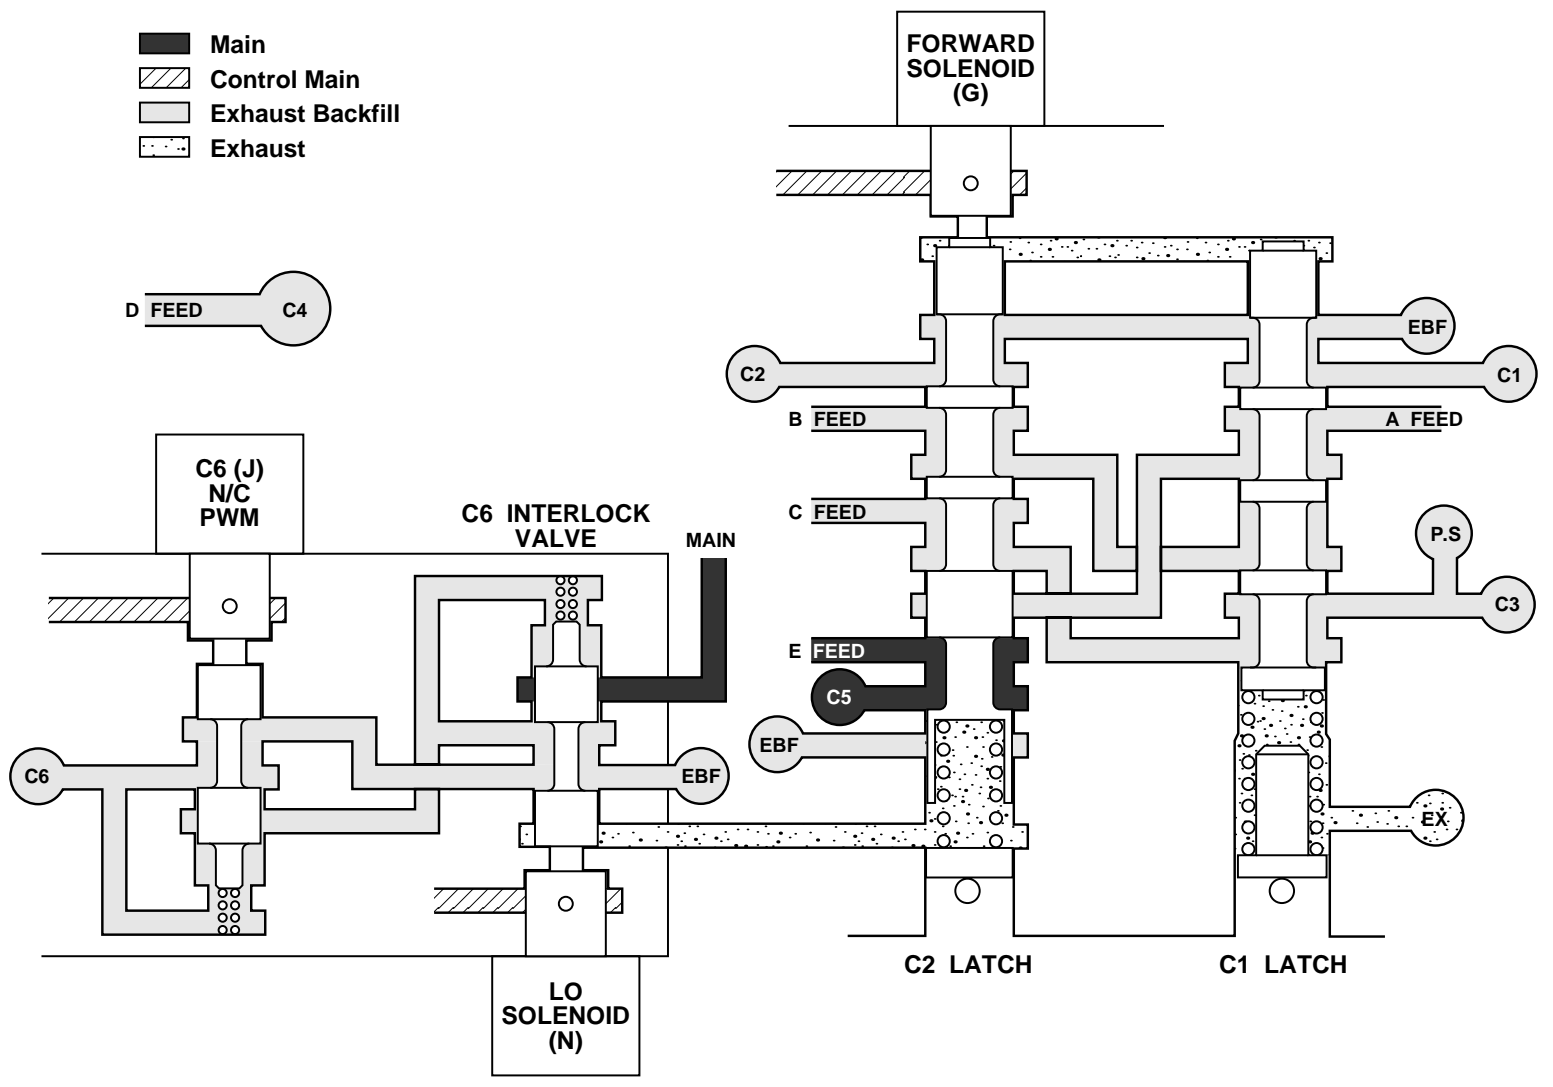 Main
Control Main
Exhaust Backfill
Exhaust
FORWARD
SOLENOID
(G)
D FEED
C4
EBF
C2
C1
B FEED
A FEED
C6 (J)
N/C
PWM
C6 INTERLOCK
VALVE
MAIN
C FEED
P.S
C3
E FEED
C5
EBF
C6
EBF
EX
C2 LATCH
C1 LATCH
LO
SOLENOID
(N)